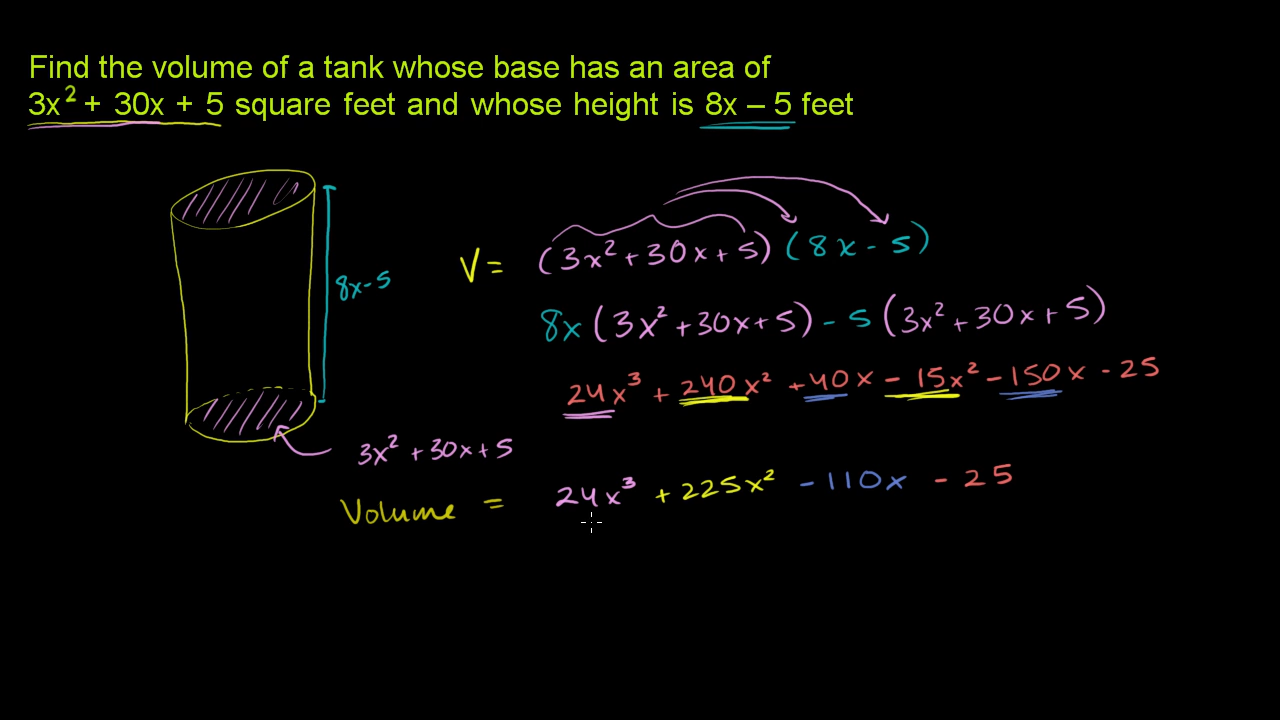 Find the volume of a tank whose base has an area of
3x² + 30x + 5 square feet and whose height is 8x – 5 feet
V = (3x² + 30x + 5) (8x - 5)
8x-5
8x (3x² + 30x + 5) - 5 (3x² + 30x + 5)
24x³ + 240x² + 40x - 15x² - 150x - 25
3x² + 30x + 5
Volume = 24x³ + 225x² - 110x - 25